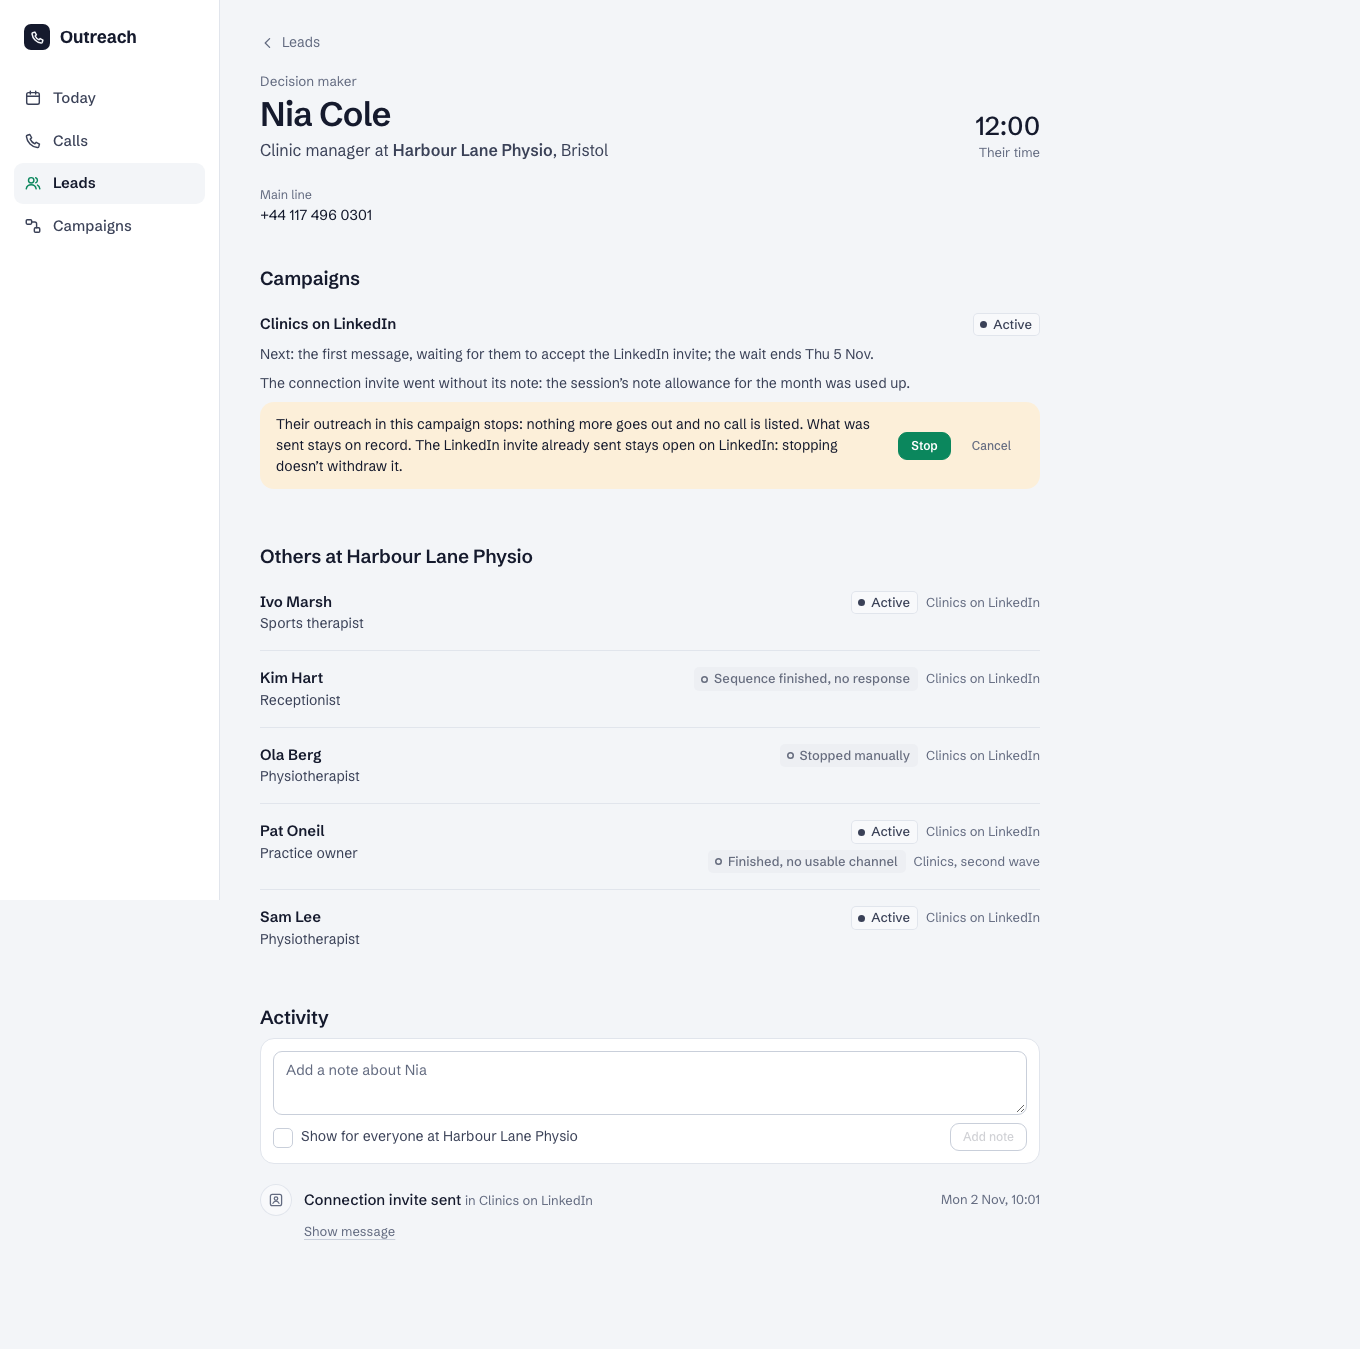 Outreach
Today
Calls
Leads
Campaigns
Leads
Decision maker
Nia Cole
Clinic manager at Harbour Lane Physio, Bristol
12:00
Their time
Main line
+44 117 496 0301
Campaigns
Clinics on LinkedIn
Active
Next: the first message, waiting for them to accept the LinkedIn invite; the wait ends Thu 5 Nov.
The connection invite went without its note: the session’s note allowance for the month was used up.
Their outreach in this campaign stops: nothing more goes out and no call is listed. What was
sent stays on record. The LinkedIn invite already sent stays open on LinkedIn: stopping
doesn’t withdraw it.
Stop
Cancel
Others at Harbour Lane Physio
Ivo Marsh
Active
Clinics on LinkedIn
Sports therapist
Kim Hart
Sequence finished, no response
Clinics on LinkedIn
Receptionist
Ola Berg
Stopped manually
Clinics on LinkedIn
Physiotherapist
Pat Oneil
Active
Clinics on LinkedIn
Practice owner
Finished, no usable channel
Clinics, second wave
Sam Lee
Active
Clinics on LinkedIn
Physiotherapist
Activity
Add a note about Nia
Show for everyone at Harbour Lane Physio
Add note
Connection invite sent in Clinics on LinkedIn
Mon 2 Nov, 10:01
Show message